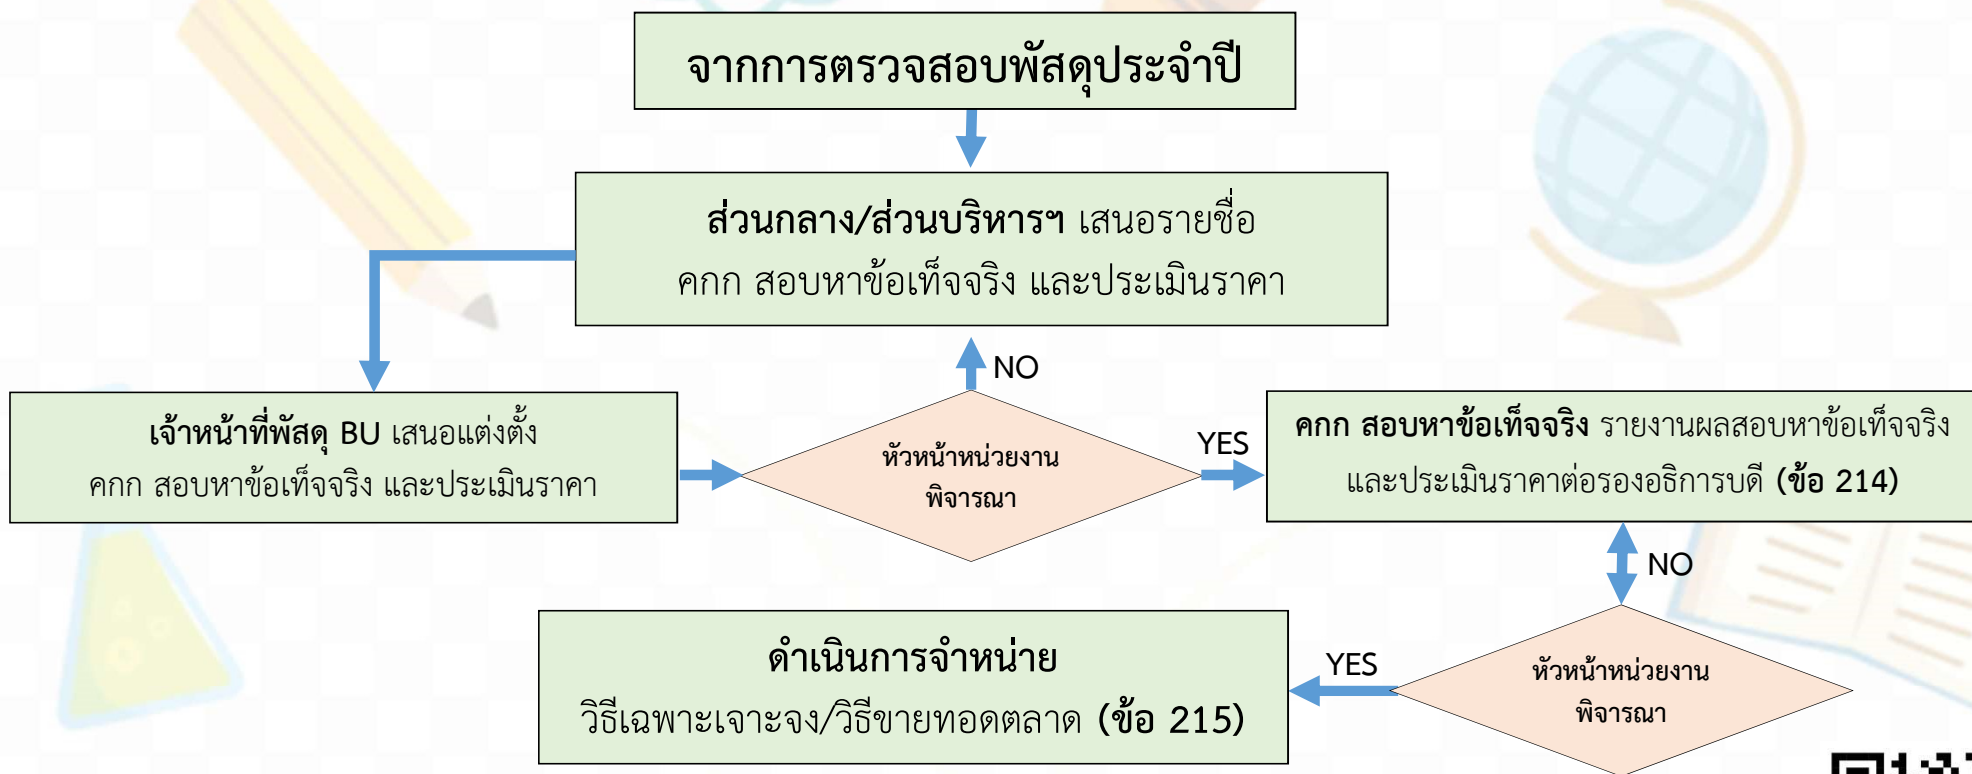 จากการตรวจสอบพัสดุประจำปี
ส่วนกลาง/ส่วนบริหารฯ เสนอรายชื่อ
คกก สอบหาข้อเท็จจริง และประเมินราคา
NO
เจ้าหน้าที่พัสดุ BU เสนอแต่งตั้ง
คกก สอบหาข้อเท็จจริง และประเมินราคา
หัวหน้าหน่วยงาน
พิจารณา
YES
คกก สอบหาข้อเท็จจริง รายงานผลสอบหาข้อเท็จจริง
และประเมินราคาต่อรองอธิการบดี (ข้อ 214)
NO
หัวหน้าหน่วยงาน
พิจารณา
YES
ดำเนินการจำหน่าย
วิธีเฉพาะเจาะจง/วิธีขายทอดตลาด (ข้อ 215)